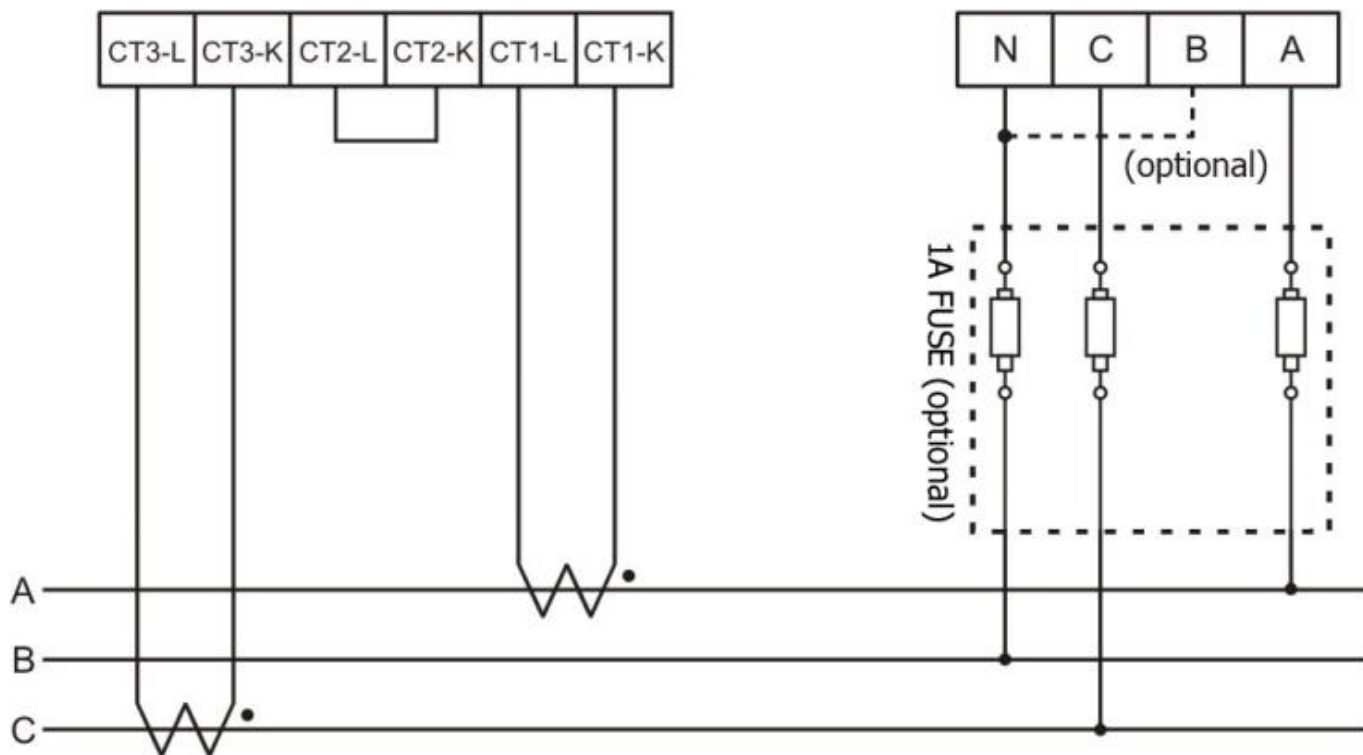 CT3-L CT3-K CT2-L CT2-K CT1-L CT1-K
N C B A
(optional)
1A FUSE (optional)
A
B
C